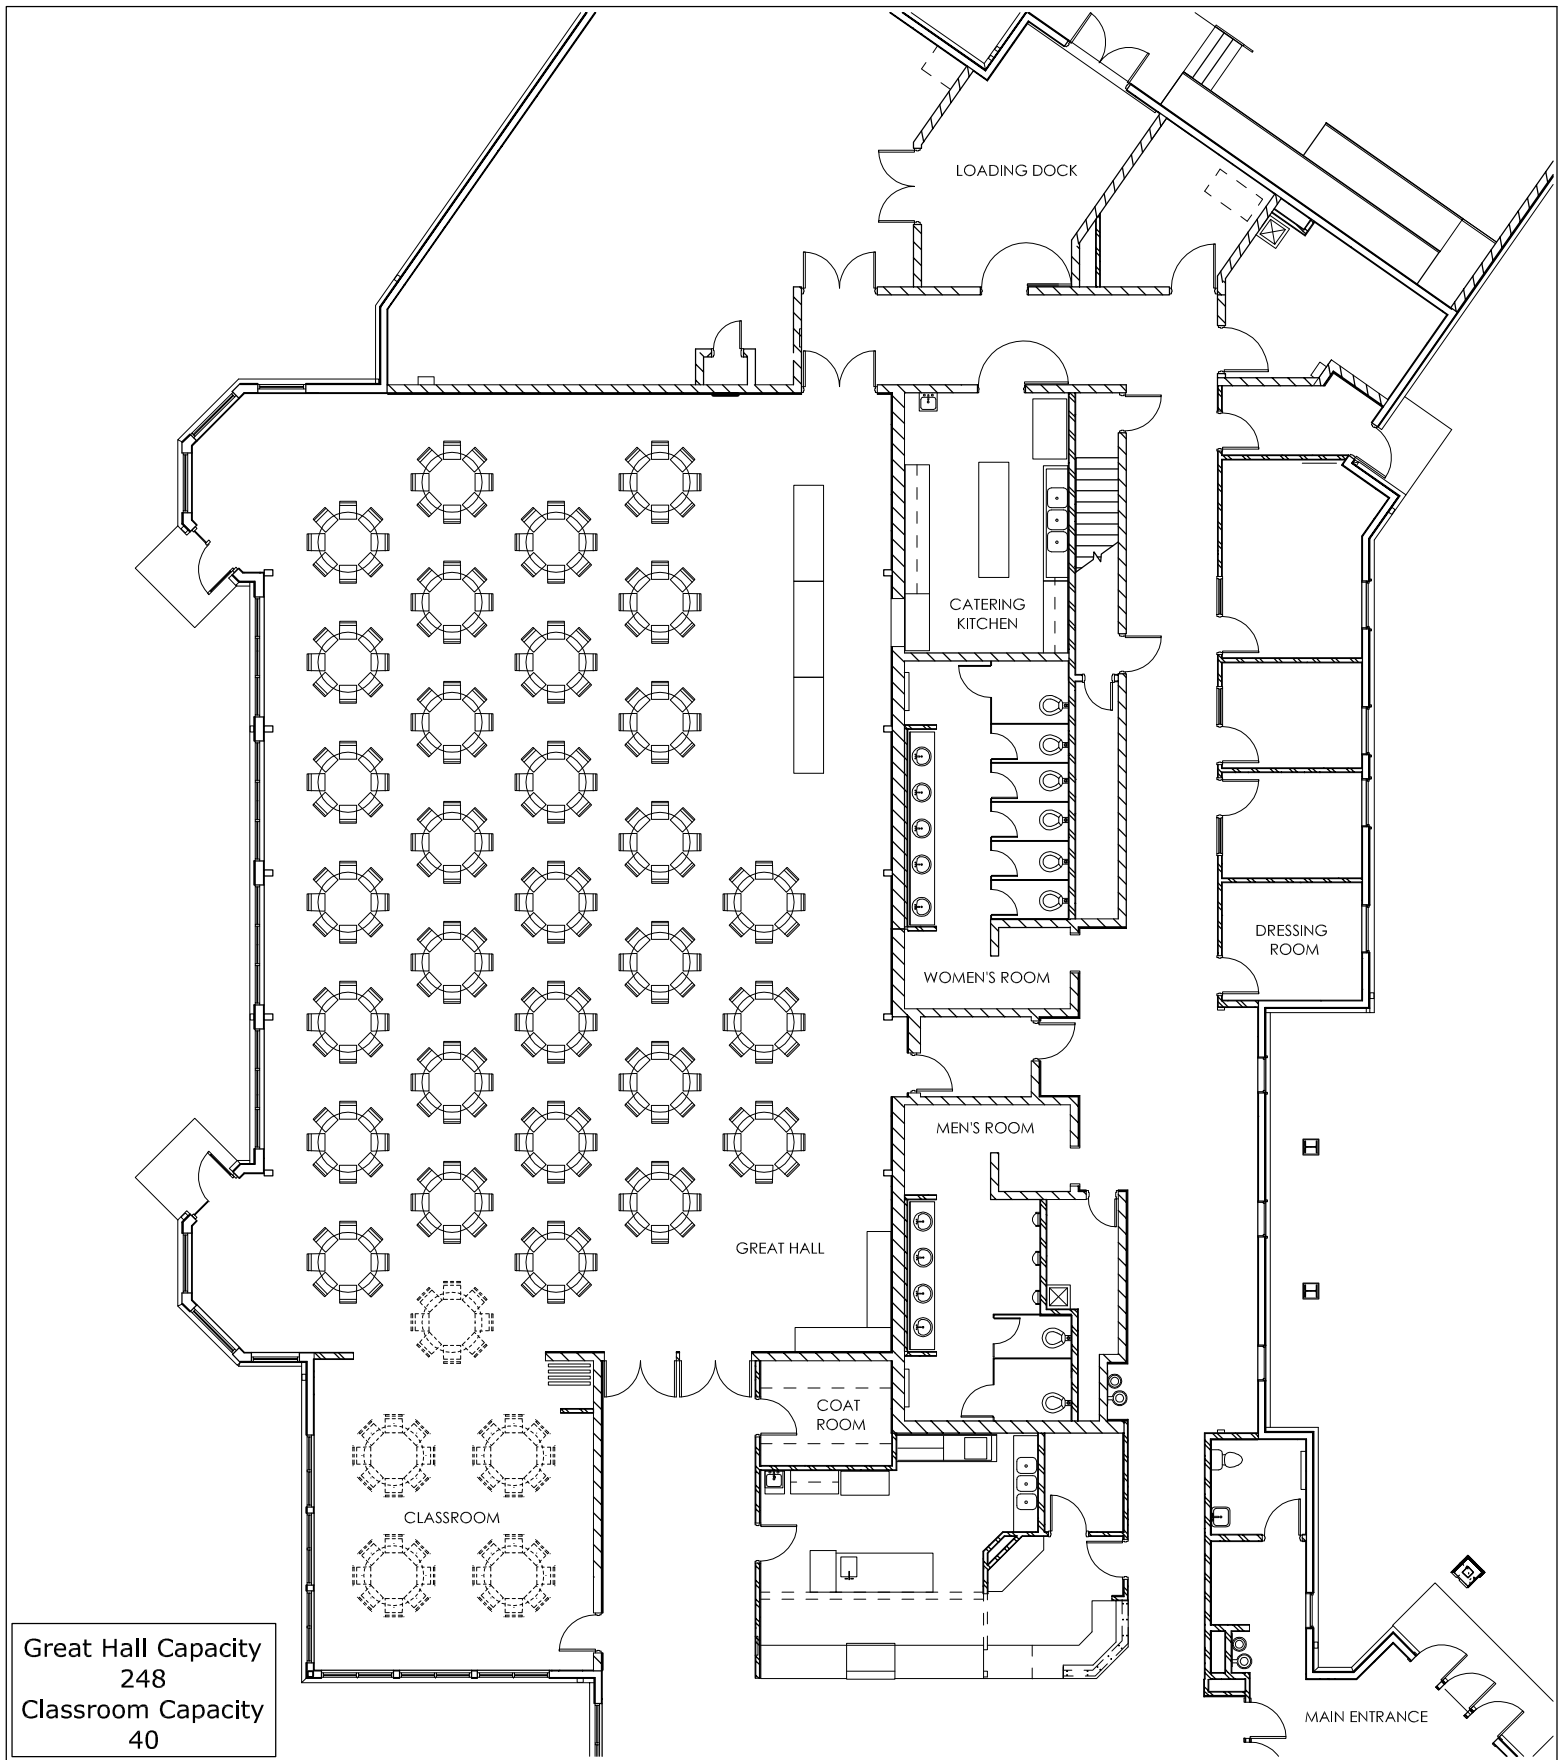 LOADING DOCK
CATERING
KITCHEN
DRESSING
ROOM
WOMEN'S ROOM
MEN'S ROOM
GREAT HALL
COAT
ROOM
CLASSROOM
Great Hall Capacity
248
Classroom Capacity
40
MAIN ENTRANCE